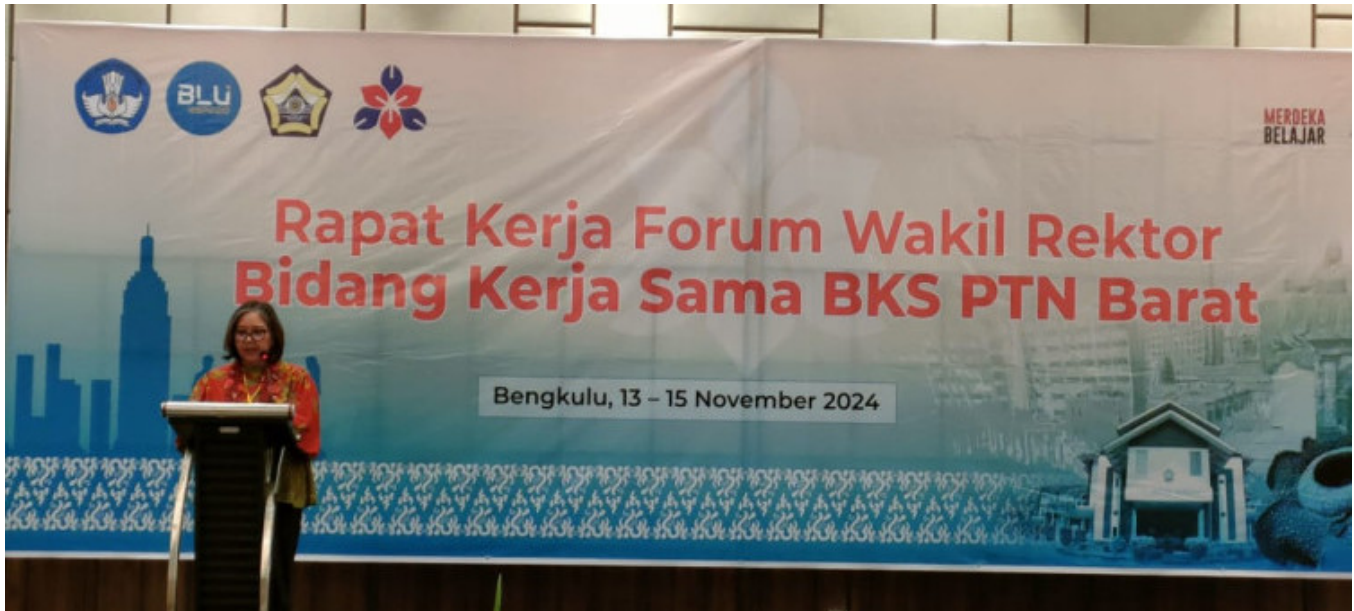 BLU
MERDEKA
BELAJAR
Rapat Kerja Forum Wakil Rektor
Bidang Kerja Sama BKS PTN Barat
Bengkulu, 13 – 15 November 2024